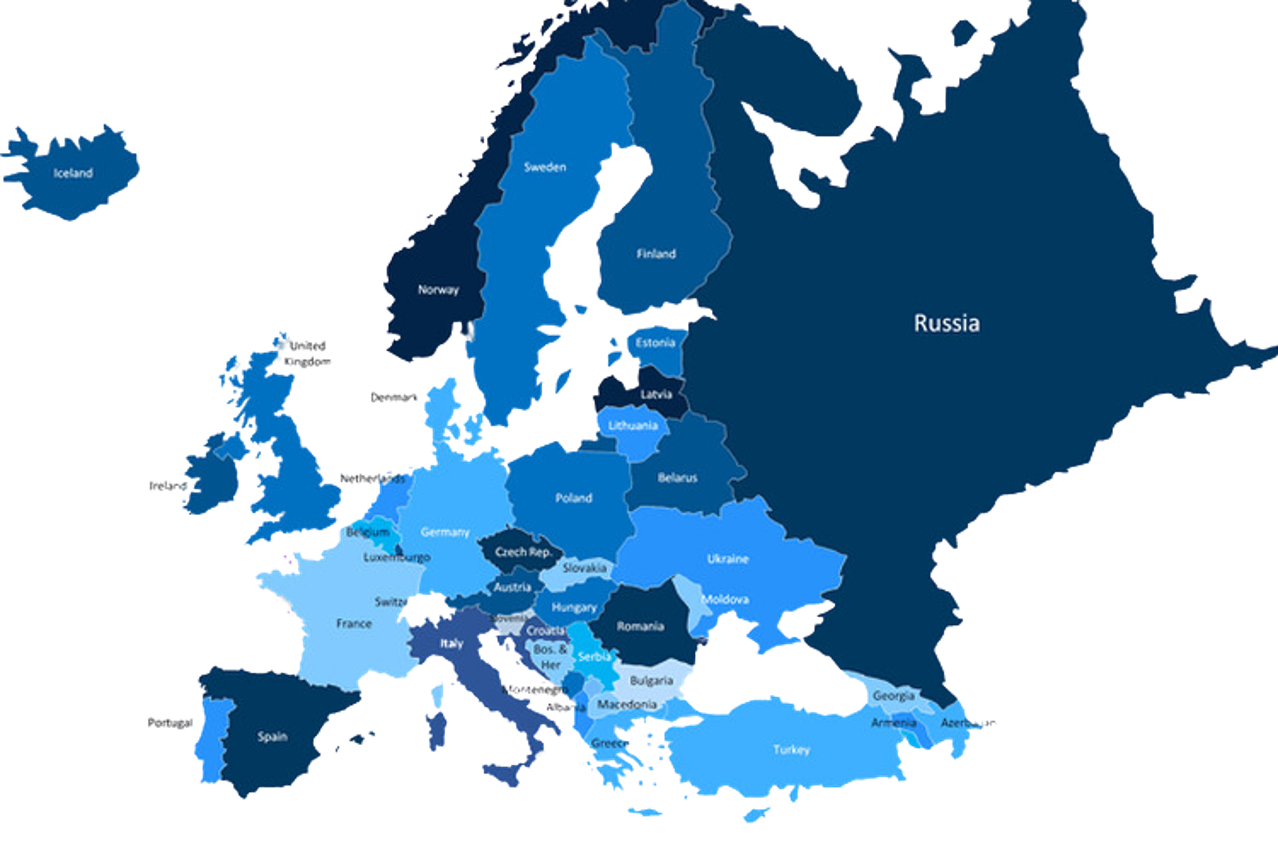 Iceland
Sweden
Finland
Norway
Russia
United
Kingdom
Estonia
Denmark
Latvia
Lithuania
Netherlands
Ireland
Belarus
Poland
Belgium
Germany
Luxemburgo
Czech Rep.
Ukraine
Slovakia
Austria
Switz
Moldova
Hungary
France
Slovenia
Croatia
Romania
Italy
Bos. &
Her
Serbia
Bulgaria
Montenegro
Georgia
Albania
Macedonia
Portugal
Spain
Armenia
Azerbaijan
Greece
Turkey